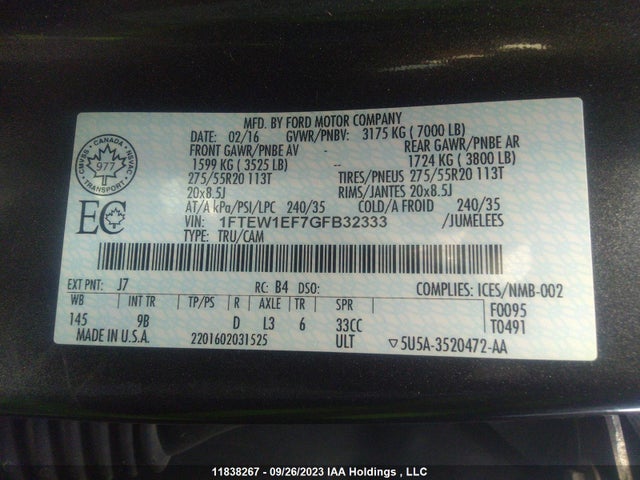 MFD. BY FORD MOTOR COMPANY
DATE: 02/16 GVWR/PNBV: 3175 KG ( 7000 LB)
FRONT GAWR/PNBE AV - REAR GAWR/PNBE AR
1599 KG ( 3525 LB) -- 1724 KG ( 3800 LB)
275/55R20 113T TIRES/PNEUS 275/55R20 113T
20x8.5J RIMS/JANTES 20x8.5J
AT/A kPa/PSI/LPC 240/35 COLD/A FROID 240/35
VIN: 1FTEW1EF7GFB32333 /JUMELEES
TYPE: TRU/CAM
CMVSS - CANADA - NSVAC
977
TRANSPORT
EC
EXT PNT: J7 RC: B4 DSO: COMPLIES: ICES/NMB-002
WB INT TR TP/PS R AXLE TR SPR F0095
145 9B D L3 6 33CC T0491
MADE IN U.S.A. 2201602031525 ULT ▽5U5A-3520472-AA
11838267 - 09/26/2023 IAA Holdings , LLC